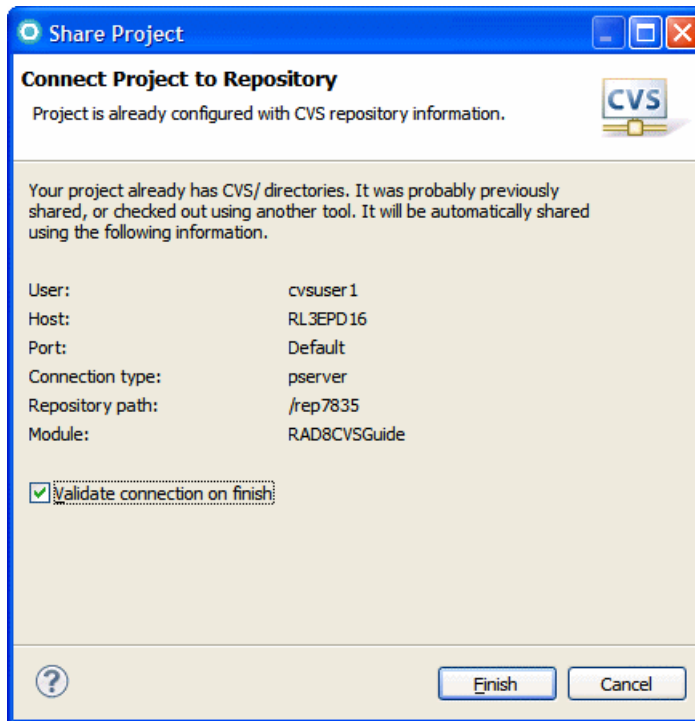 Share Project
Connect Project to Repository
Project is already configured with CVS repository information.
CVS
Your project already has CVS/ directories. It was probably previously
shared, or checked out using another tool. It will be automatically shared
using the following information.
User: cvsuser1
Host: RL3EPD16
Port: Default
Connection type: pserver
Repository path: /rep7835
Module: RAD8CVSGuide
Validate connection on finish
? Finish Cancel